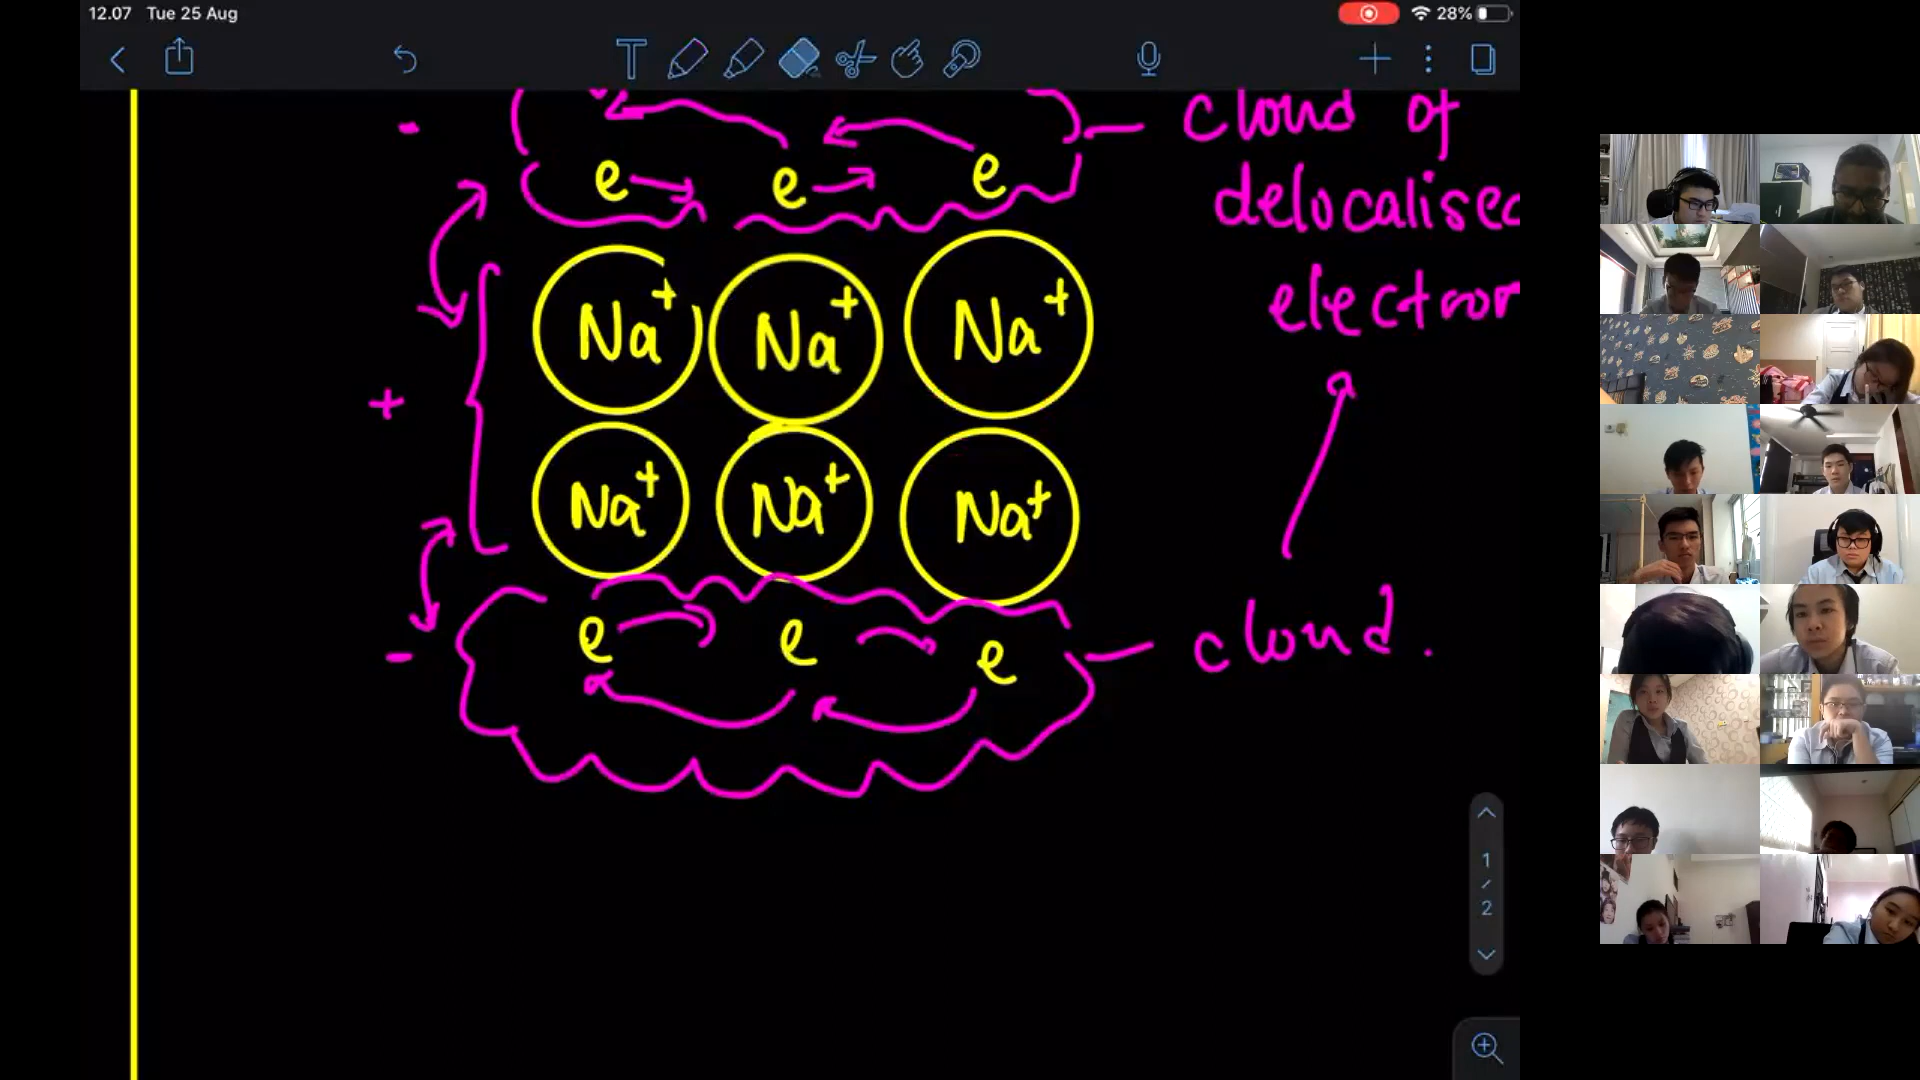 12.07 Tue 25 Aug
28%
T
- cloud of
e e e
delocalised
Na+ Na+ Na+
electron
+
Na+ Na+ Na+
e e e
- cloud.
1
/
2